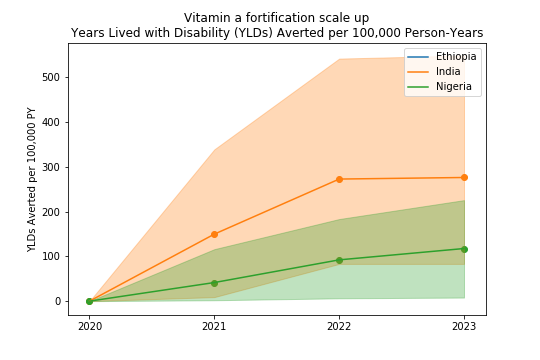 Vitamin a fortification scale up
Years Lived with Disability (YLDs) Averted per 100,000 Person-Years
YLDs Averted per 100,000 PY
500
400
300
200
100
0
2020
2021
2022
2023
Ethiopia
India
Nigeria